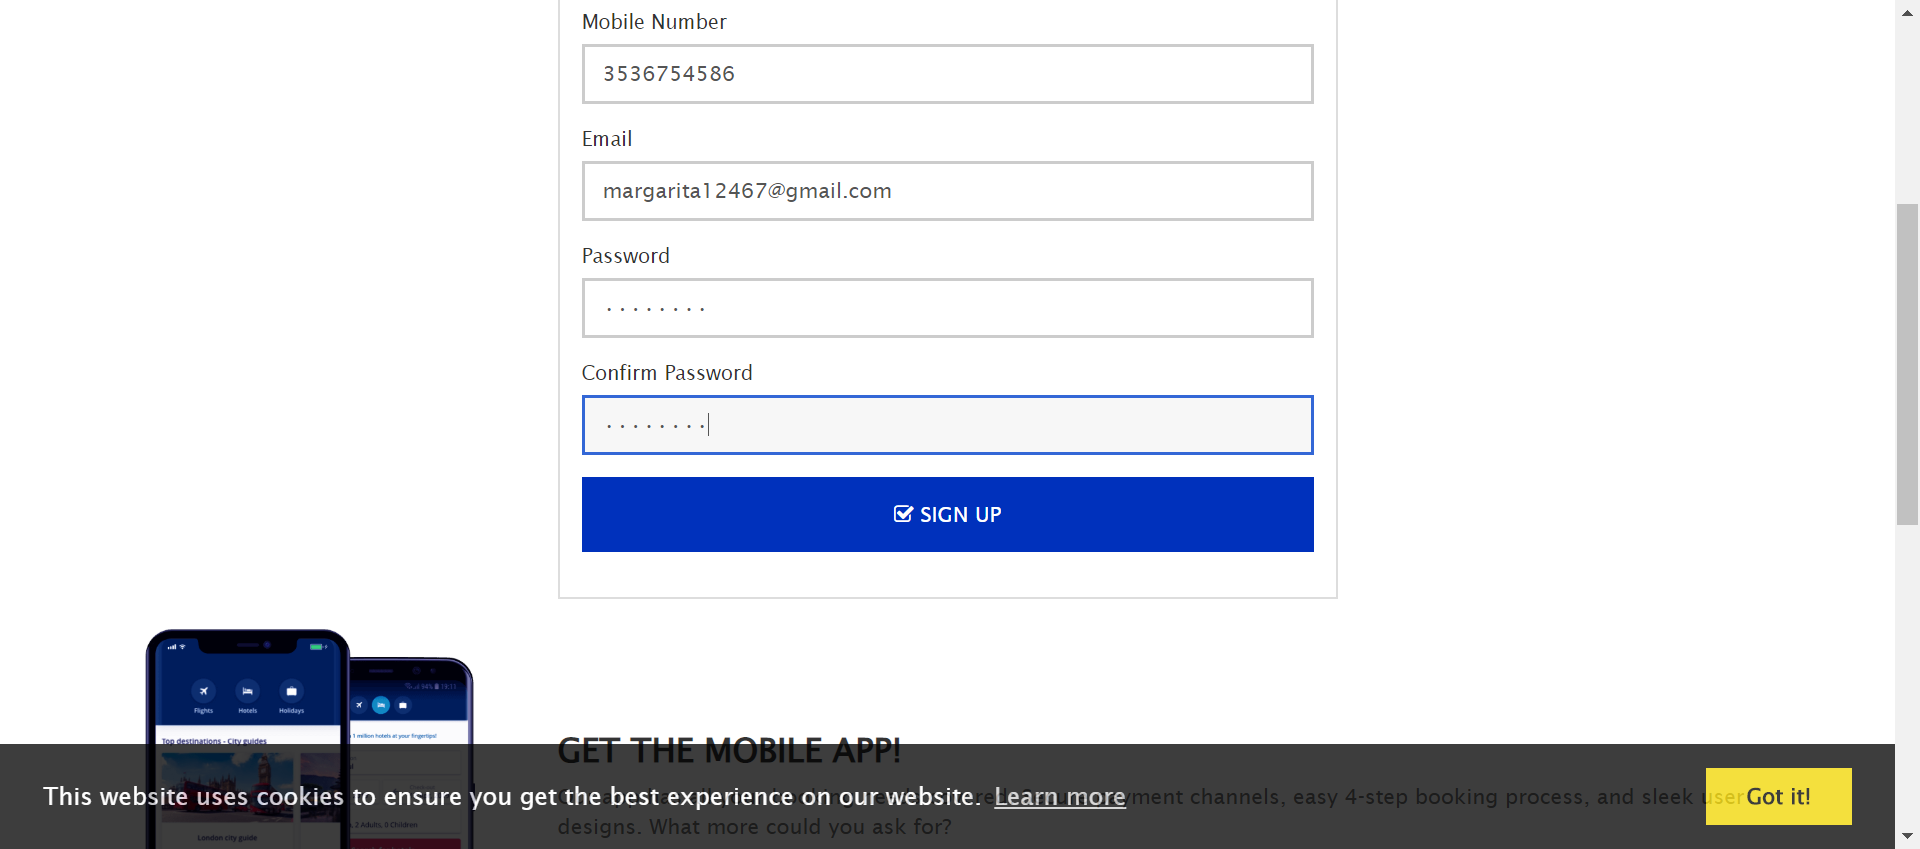 Mobile Number
3536754586
Email
margarita12467@gmail.com
Password
Confirm Password
SIGN UP
19:11
Flights
Hotels
Holidays
Top destinations - City guides
1 million hotels at your fingertips!
GET THE MOBILE APP!
This website uses cookies to ensure you get the best experience on our website. Learn more
yment channels, easy 4-step booking process, and sleek user
Got it!
designs. What more could you ask for?
, 2 Adults, 0 Children
London city guide